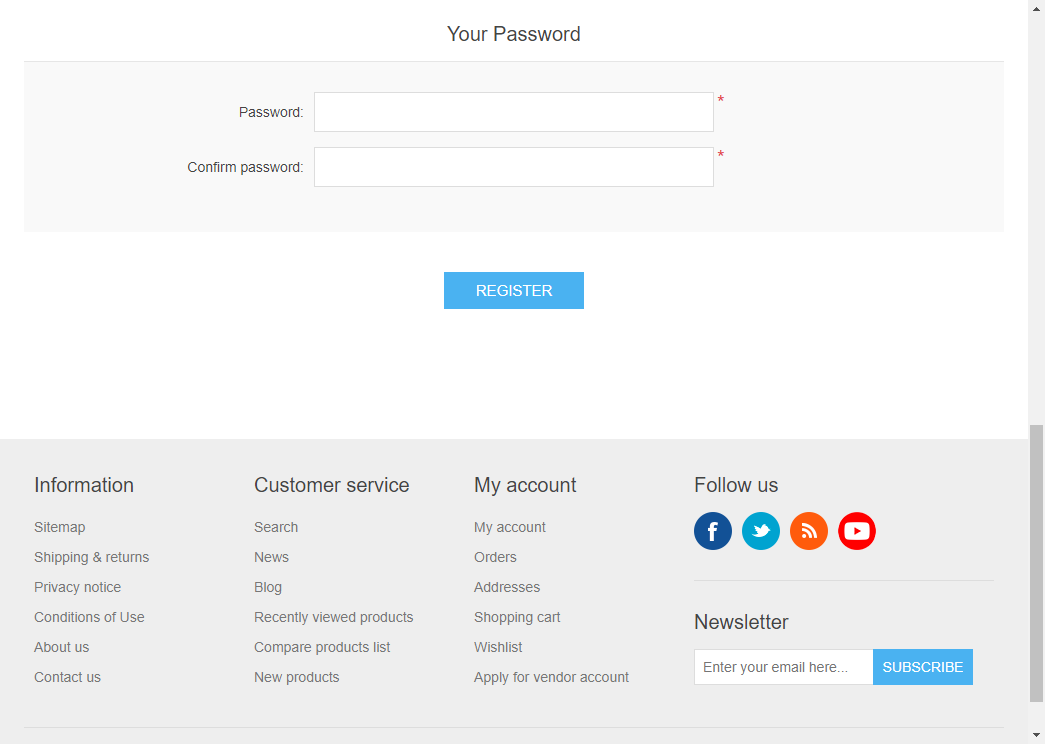 Your Password
Password: *
Confirm password: *
REGISTER
Information
Sitemap
Shipping & returns
Privacy notice
Conditions of Use
About us
Contact us
Customer service
Search
News
Blog
Recently viewed products
Compare products list
New products
My account
My account
Orders
Addresses
Shopping cart
Wishlist
Apply for vendor account
Follow us
f
Newsletter
Enter your email here... SUBSCRIBE